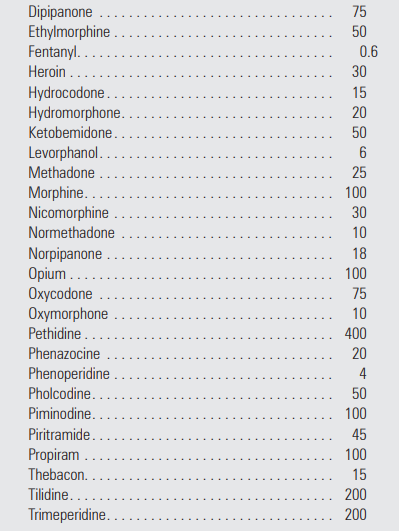 Dipipanone . . . . . . . . . . . . . . . . . . . . . . . . . . . . . . . . 75
Ethylmorphine . . . . . . . . . . . . . . . . . . . . . . . . . . . . . . 50
Fentanyl. . . . . . . . . . . . . . . . . . . . . . . . . . . . . . . . . . . 0.6
Heroin . . . . . . . . . . . . . . . . . . . . . . . . . . . . . . . . . . . . 30
Hydrocodone . . . . . . . . . . . . . . . . . . . . . . . . . . . . . . . 15
Hydromorphone. . . . . . . . . . . . . . . . . . . . . . . . . . . . . 20
Ketobemidone . . . . . . . . . . . . . . . . . . . . . . . . . . . . . . 50
Levorphanol. . . . . . . . . . . . . . . . . . . . . . . . . . . . . . . . 6
Methadone . . . . . . . . . . . . . . . . . . . . . . . . . . . . . . . . 25
Morphine. . . . . . . . . . . . . . . . . . . . . . . . . . . . . . . . . . 100
Nicomorphine . . . . . . . . . . . . . . . . . . . . . . . . . . . . . . 30
Normethadone . . . . . . . . . . . . . . . . . . . . . . . . . . . . . 10
Norpipanone . . . . . . . . . . . . . . . . . . . . . . . . . . . . . . . 18
Opium . . . . . . . . . . . . . . . . . . . . . . . . . . . . . . . . . . . . 100
Oxycodone . . . . . . . . . . . . . . . . . . . . . . . . . . . . . . . . 75
Oxymorphone . . . . . . . . . . . . . . . . . . . . . . . . . . . . . . 10
Pethidine . . . . . . . . . . . . . . . . . . . . . . . . . . . . . . . . . . 400
Phenazocine . . . . . . . . . . . . . . . . . . . . . . . . . . . . . . . 20
Phenoperidine . . . . . . . . . . . . . . . . . . . . . . . . . . . . . . 4
Pholcodine. . . . . . . . . . . . . . . . . . . . . . . . . . . . . . . . . 50
Piminodine. . . . . . . . . . . . . . . . . . . . . . . . . . . . . . . . . 100
Piritramide. . . . . . . . . . . . . . . . . . . . . . . . . . . . . . . . . 45
Propiram . . . . . . . . . . . . . . . . . . . . . . . . . . . . . . . . . . 100
Thebacon. . . . . . . . . . . . . . . . . . . . . . . . . . . . . . . . . . 15
Tilidine. . . . . . . . . . . . . . . . . . . . . . . . . . . . . . . . . . . . 200
Trimeperidine. . . . . . . . . . . . . . . . . . . . . . . . . . . . . . . 200